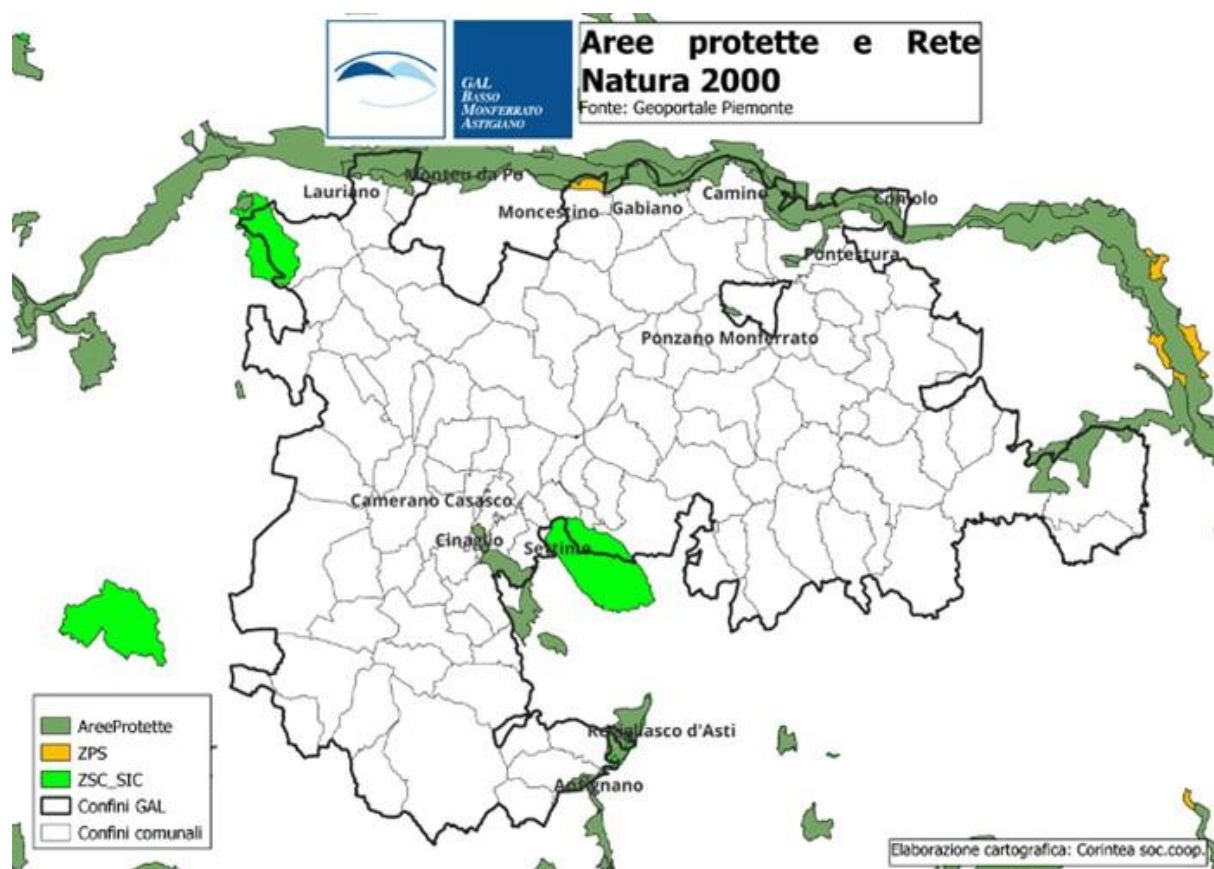 GAL
BASSO
MONFERRATO
ASTIGIANO
Aree protette e Rete
Natura 2000
Fonte: Geoportale Piemonte
Lauriano
Monteu da Po
Moncestino
Gabiano
Camino
Coniolo
Pontestura
Ponzano Monferrato
Camerano Casasco
Cinaglio
Settime
Revigliasco d'Asti
Antignano
AreeProtette
ZPS
ZSC_SIC
Confini GAL
Confini comunali
Elaborazione cartografica: Corintea soc.coop.